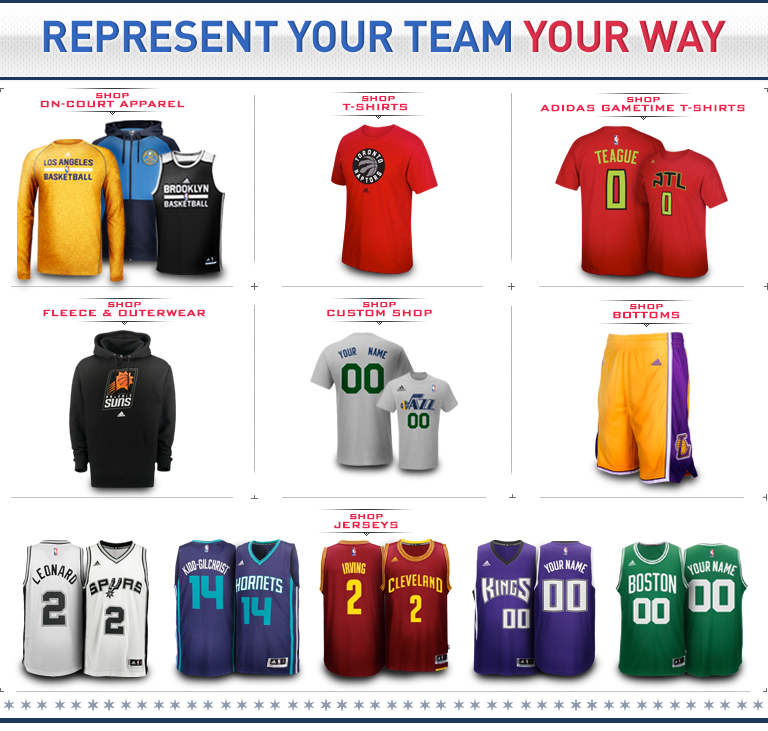 REPRESENT YOUR TEAM YOUR WAY
SHOP
ON-COURT APPAREL
SHOP
T-SHIRTS
SHOP
ADIDAS GAMETIME T-SHIRTS
LOS ANGELES
BASKETBALL
BROOKLYN
BASKETBALL
TORONTO
RAPTORS
TEAGUE
0
ATL
0
SHOP
FLEECE & OUTERWEAR
SHOP
CUSTOM SHOP
SHOP
BOTTOMS
SUNS
YOUR NAME
00
JAZZ
00
L
SHOP
JERSEYS
LEONARD
2
SPURS
2
KIDD-GILCHRIST
14
HORNETS
14
IRVING
2
CLEVELAND
2
KINGS
00
YOUR NAME
00
BOSTON
00
YOUR NAME
00